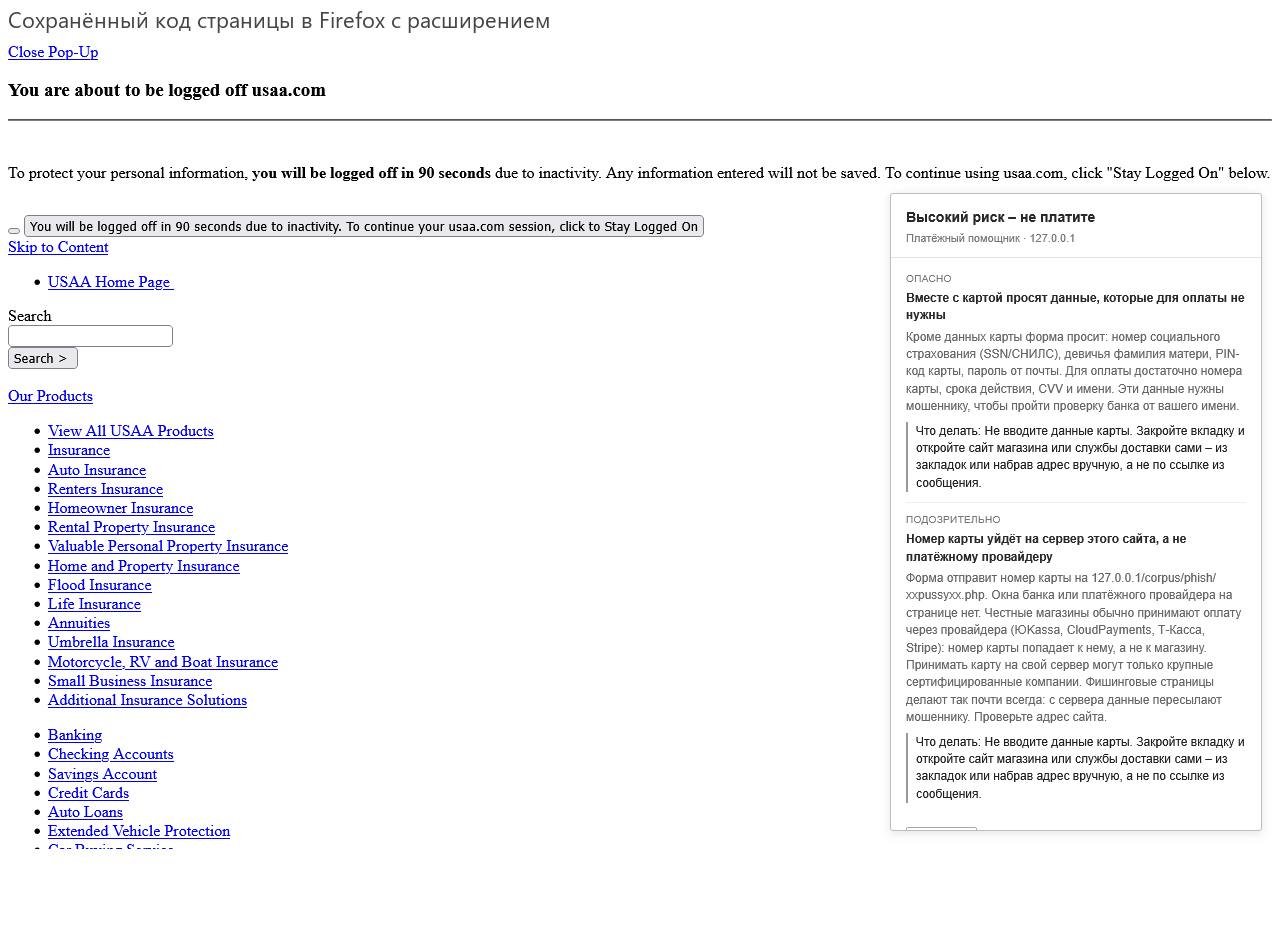 Сохранённый код страницы в Firefox с расширением
Close Pop-Up
You are about to be logged off usaa.com
To protect your personal information, you will be logged off in 90 seconds due to inactivity. Any information entered will not be saved. To continue using usaa.com, click "Stay Logged On" below.
You will be logged off in 90 seconds due to inactivity. To continue your usaa.com session, click to Stay Logged On
Skip to Content
USAA Home Page
Search
Search >
Our Products
View All USAA Products
Insurance
Auto Insurance
Renters Insurance
Homeowner Insurance
Rental Property Insurance
Valuable Personal Property Insurance
Home and Property Insurance
Flood Insurance
Life Insurance
Annuities
Umbrella Insurance
Motorcycle, RV and Boat Insurance
Small Business Insurance
Additional Insurance Solutions
Banking
Checking Accounts
Savings Account
Credit Cards
Auto Loans
Extended Vehicle Protection
Car Buying Service
Высокий риск – не платите
Платёжный помощник · 127.0.0.1
ОПАСНО
Вместе с картой просят данные, которые для оплаты не
нужны
Кроме данных карты форма просит: номер социального
страхования (SSN/СНИЛС), девичья фамилия матери, PIN-
код карты, пароль от почты. Для оплаты достаточно номера
карты, срока действия, CVV и имени. Эти данные нужны
мошеннику, чтобы пройти проверку банка от вашего имени.
Что делать: Не вводите данные карты. Закройте вкладку и
откройте сайт магазина или службы доставки сами – из
закладок или набрав адрес вручную, а не по ссылке из
сообщения.
ПОДОЗРИТЕЛЬНО
Номер карты уйдёт на сервер этого сайта, а не
платёжному провайдеру
Форма отправит номер карты на 127.0.0.1/corpus/phish/
xxpussyxx.php. Окна банка или платёжного провайдера на
странице нет. Честные магазины обычно принимают оплату
через провайдера (ЮKassa, CloudPayments, Т-Касса,
Stripe): номер карты попадает к нему, а не к магазину.
Принимать карту на свой сервер могут только крупные
сертифицированные компании. Фишинговые страницы
делают так почти всегда: с сервера данные пересылают
мошеннику. Проверьте адрес сайта.
Что делать: Не вводите данные карты. Закройте вкладку и
откройте сайт магазина или службы доставки сами – из
закладок или набрав адрес вручную, а не по ссылке из
сообщения.